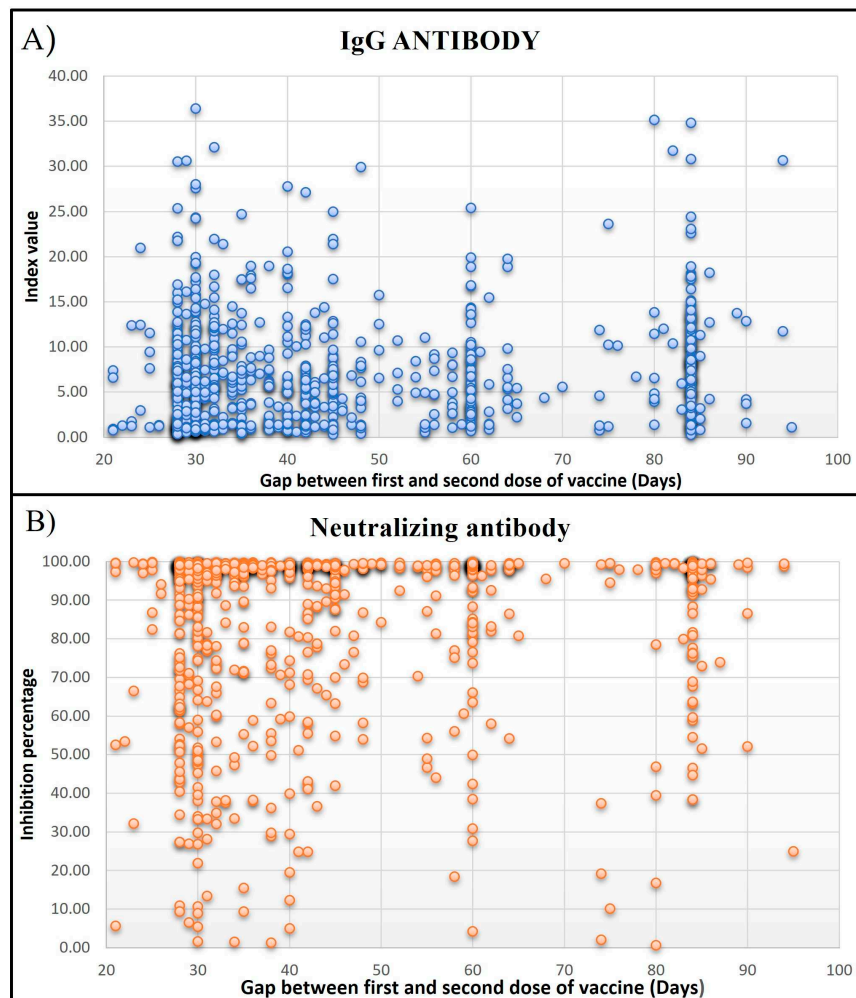 A)
IgG ANTIBODY
40.00
35.00
30.00
25.00
20.00
15.00
10.00
5.00
0.00
Index value
20 30 40 50 60 70 80 90 100
Gap between first and second dose of vaccine (Days)
B)
Neutralizing antibody
100.00
90.00
80.00
70.00
60.00
50.00
40.00
30.00
20.00
10.00
0.00
Inhibition percentage
20 30 40 50 60 70 80 90 100
Gap between first and second dose of vaccine (Days)